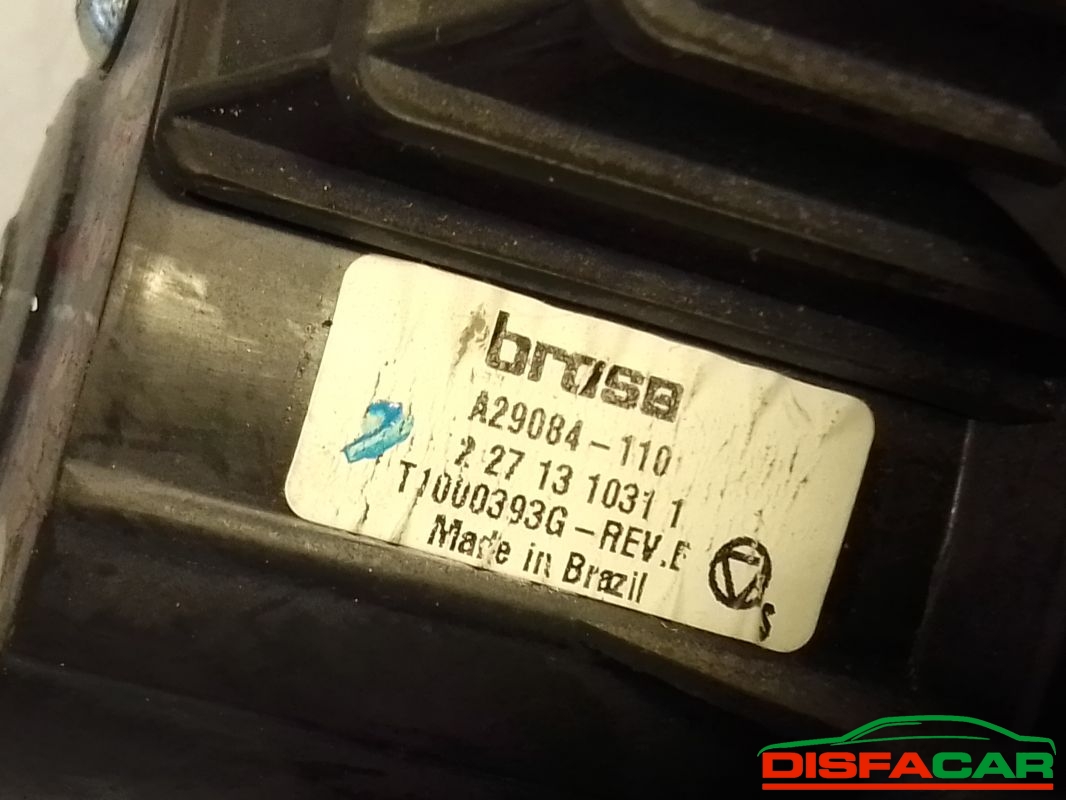 brose
A29084-110
2 27 13 1031 1
T1000393G-REV.E
Made in Brazil
S
DISFACAR